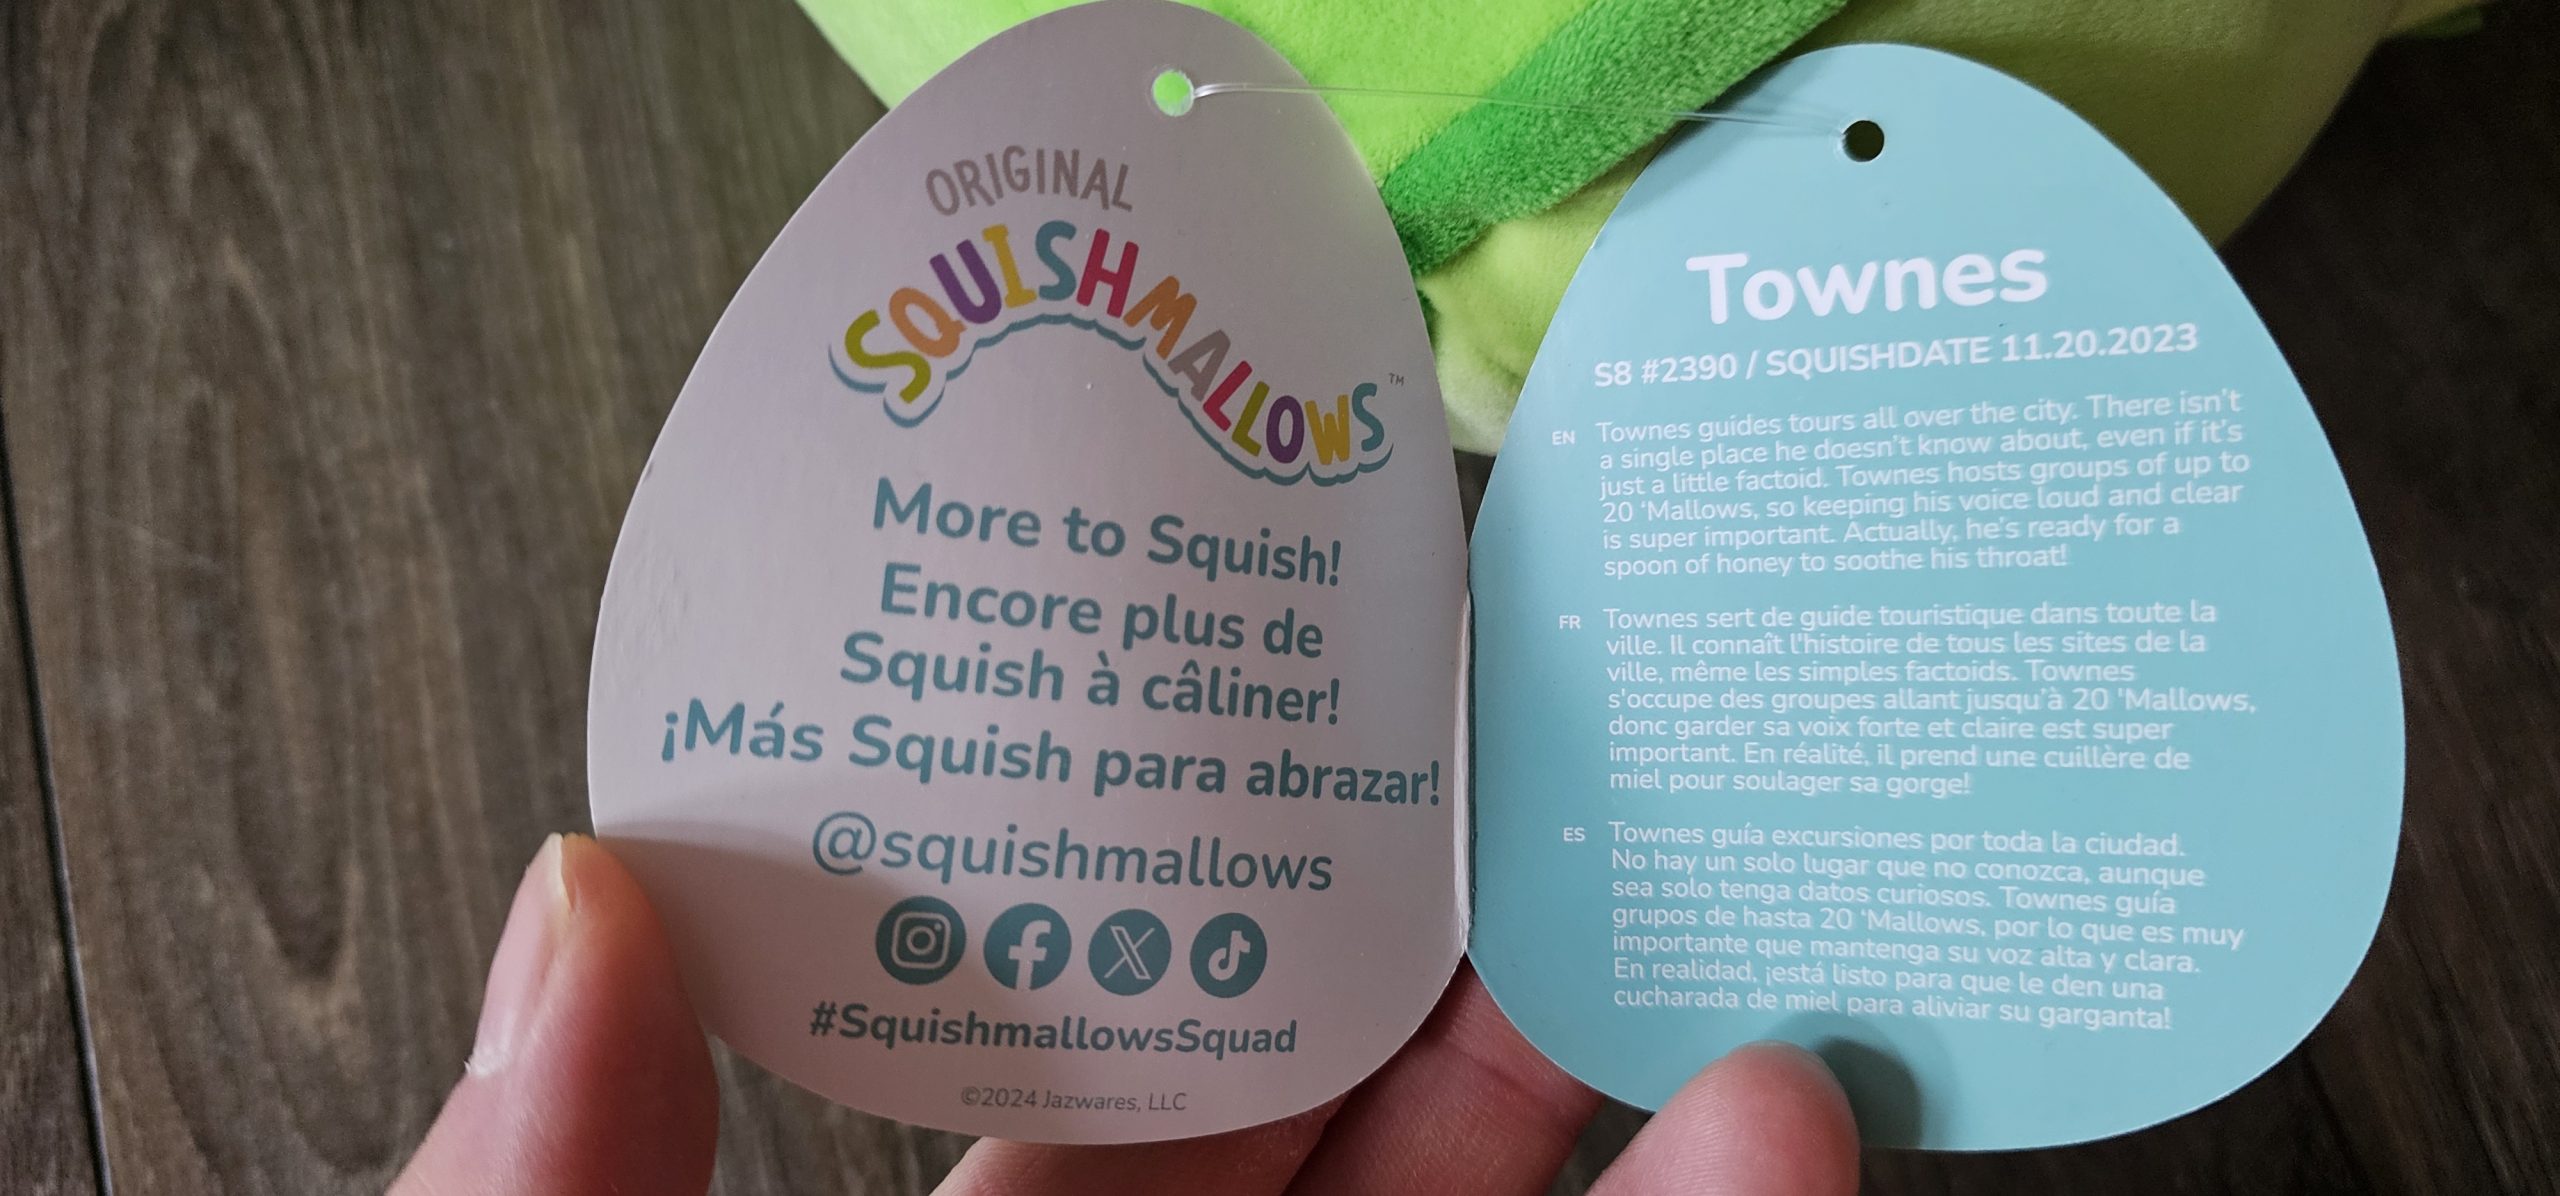 ORIGINAL
SQUISHMALLOWS™
More to Squish!
Encore plus de
Squish à câliner!
¡Más Squish para abrazar!
@squishmallows
#SquishmallowsSquad
©2024 Jazwares, LLC
Townes
S8 #2390 / SQUISHDATE 11.20.2023
EN Townes guides tours all over the city. There isn't
a single place he doesn't know about, even if it's
just a little factoid. Townes hosts groups of up to
20 ‘Mallows, so keeping his voice loud and clear
is super important. Actually, he's ready for a
spoon of honey to soothe his throat!
FR Townes sert de guide touristique dans toute la
ville. Il connaît l'histoire de tous les sites de la
ville, même les simples factoids. Townes
s'occupe des groupes allant jusqu'à 20 'Mallows,
donc garder sa voix forte et claire est super
important. En réalité, il prend une cuillère de
miel pour soulager sa gorge!
ES Townes guía excursiones por toda la ciudad.
No hay un solo lugar que no conozca, aunque
sea solo tenga datos curiosos. Townes guía
grupos de hasta 20 ‘Mallows, por lo que es muy
importante que mantenga su voz alta y clara.
En realidad, ¡está listo para que le den una
cucharada de miel para aliviar su garganta!